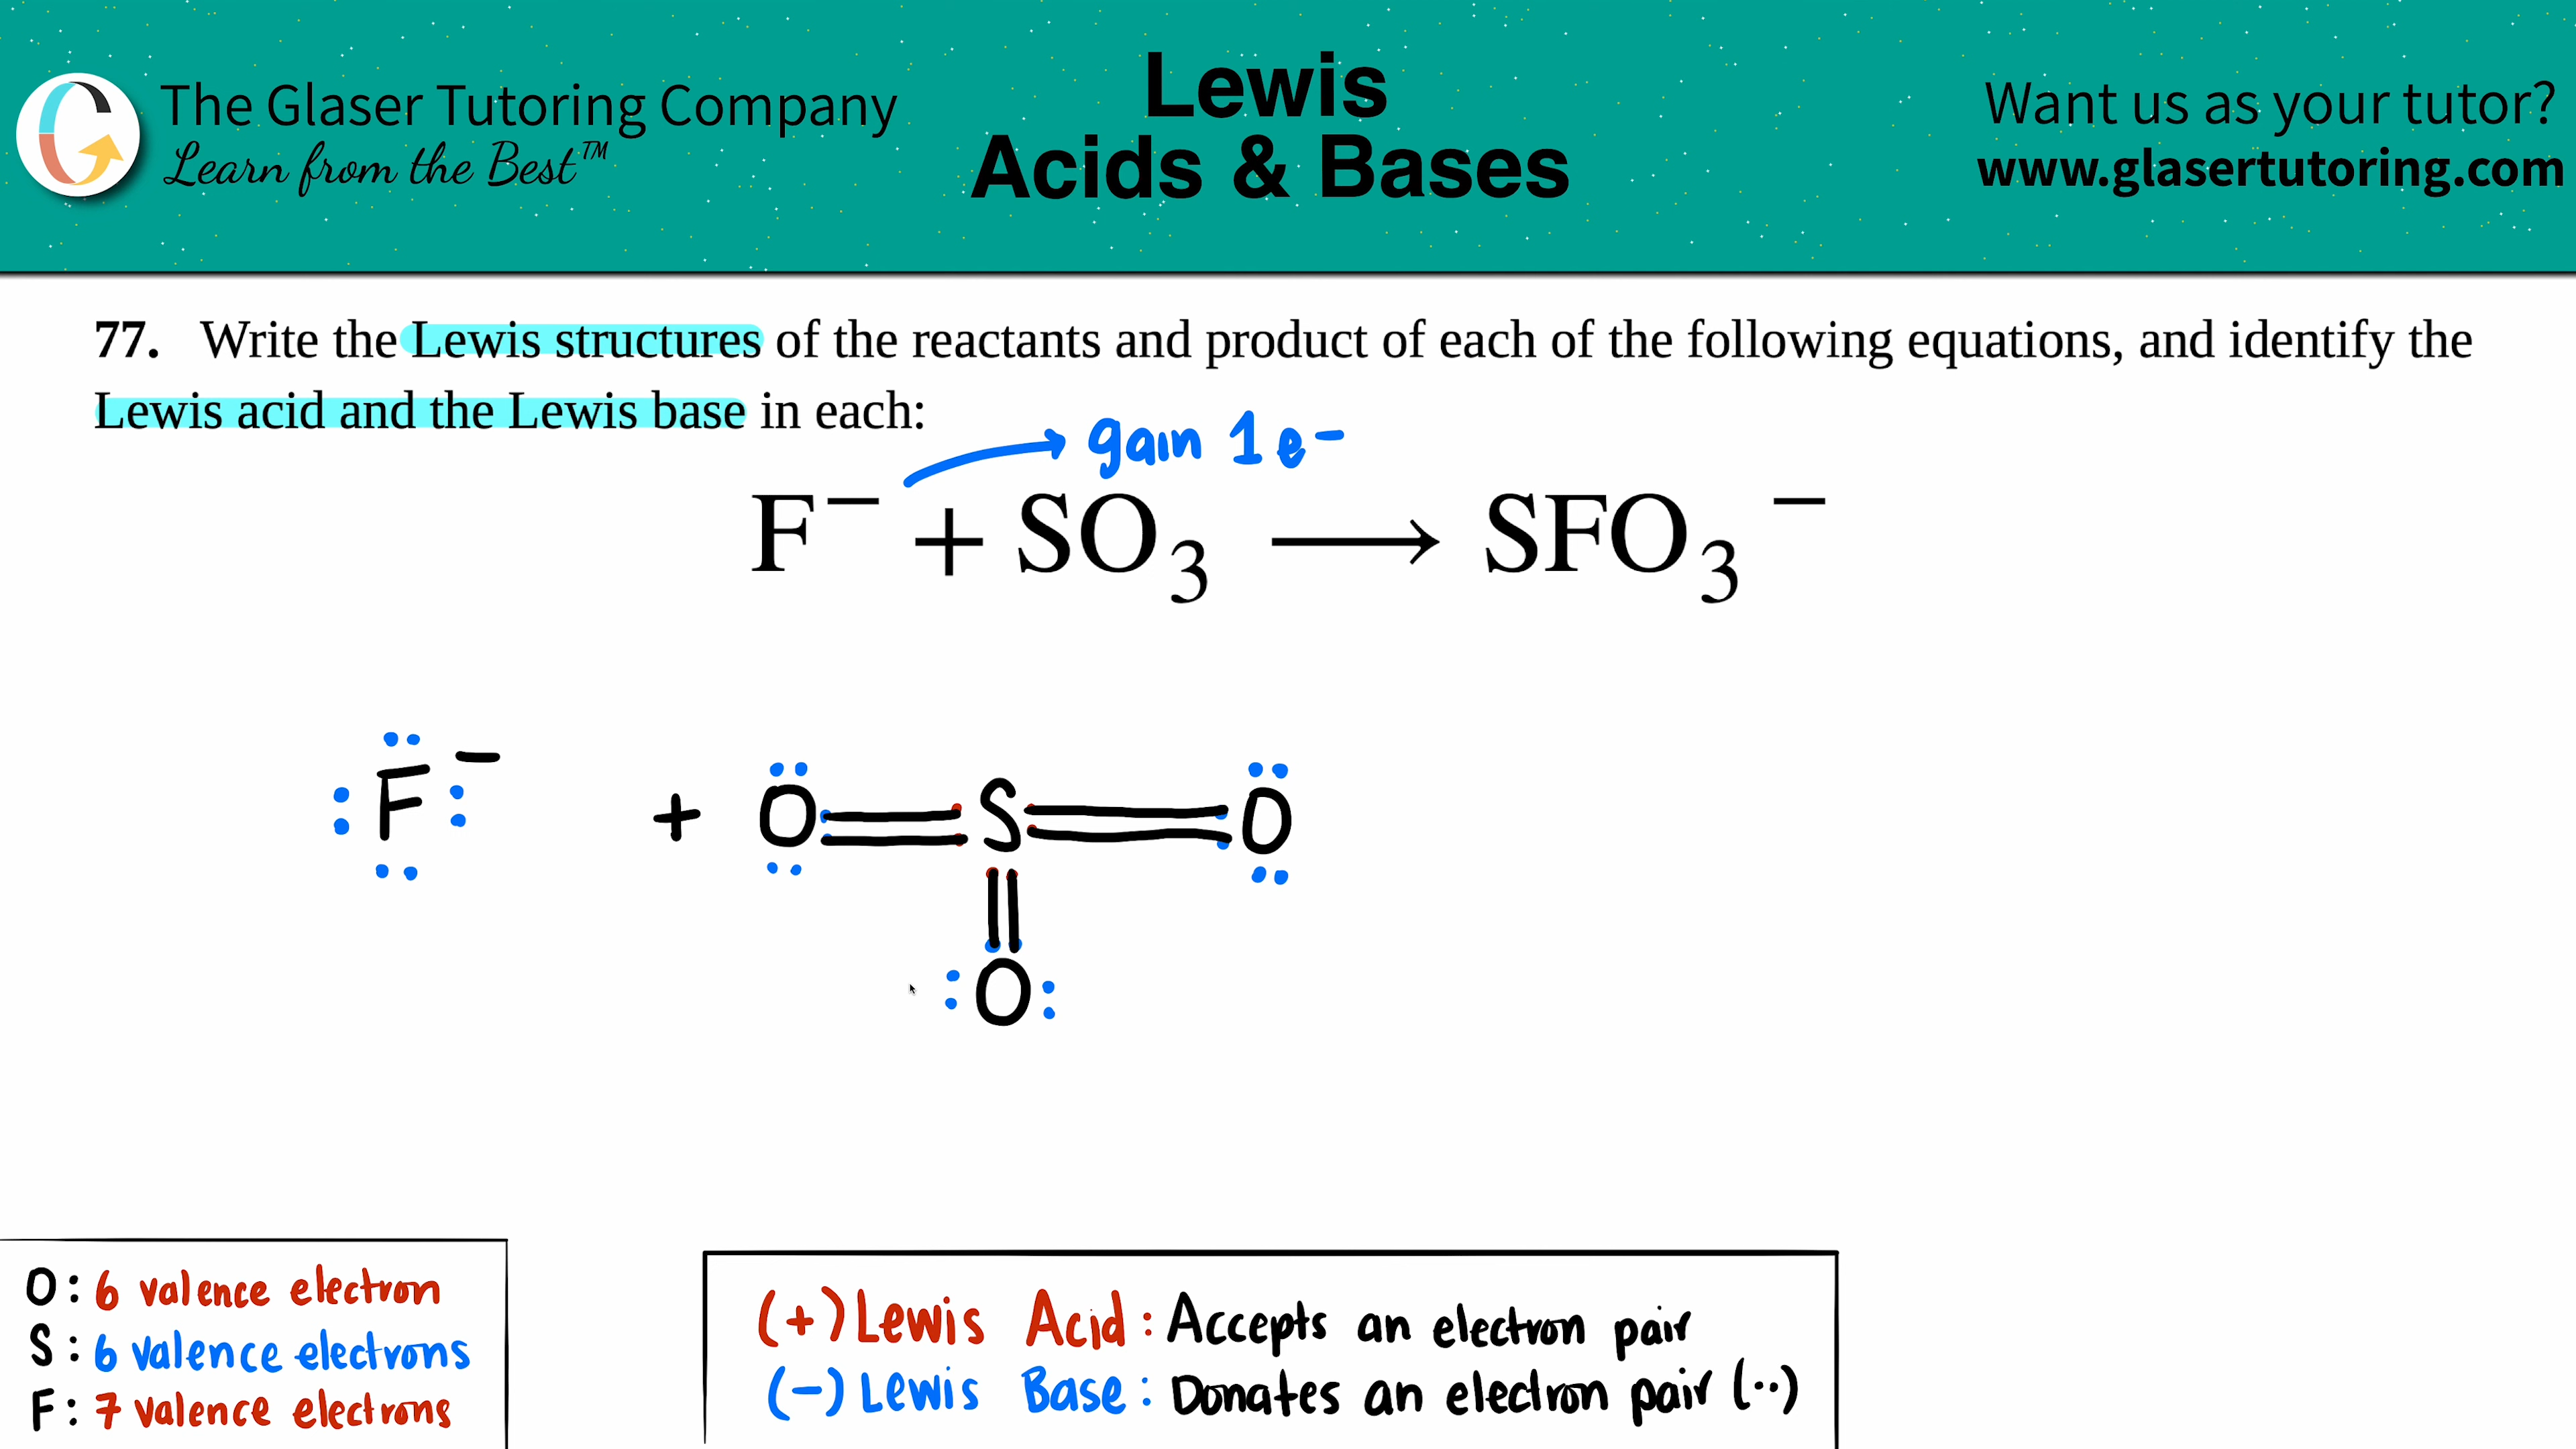 The Glaser Tutoring Company
Learn from the Best™
Lewis
Acids & Bases
Want us as your tutor?
www.glasertutoring.com
77. Write the Lewis structures of the reactants and product of each of the following equations, and identify the
Lewis acid and the Lewis base in each:
gain 1 e-
F⁻ + SO₃ ⟶ SFO₃⁻
F⁻ + O S O
O
O: 6 valence electron
S: 6 valence electrons
F: 7 valence electrons
(+) Lewis Acid: Accepts an electron pair
(-) Lewis Base: Donates an electron pair (··)